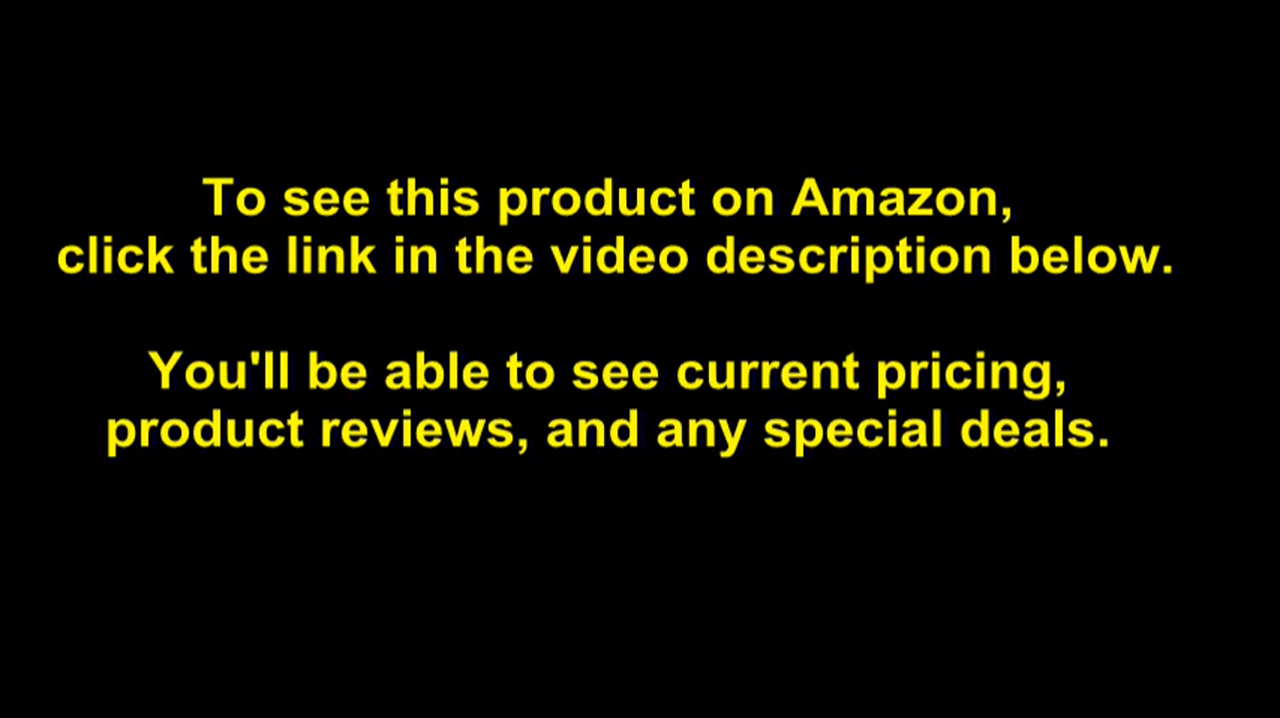 To see this product on Amazon,
click the link in the video description below.
You'll be able to see current pricing,
product reviews, and any special deals.